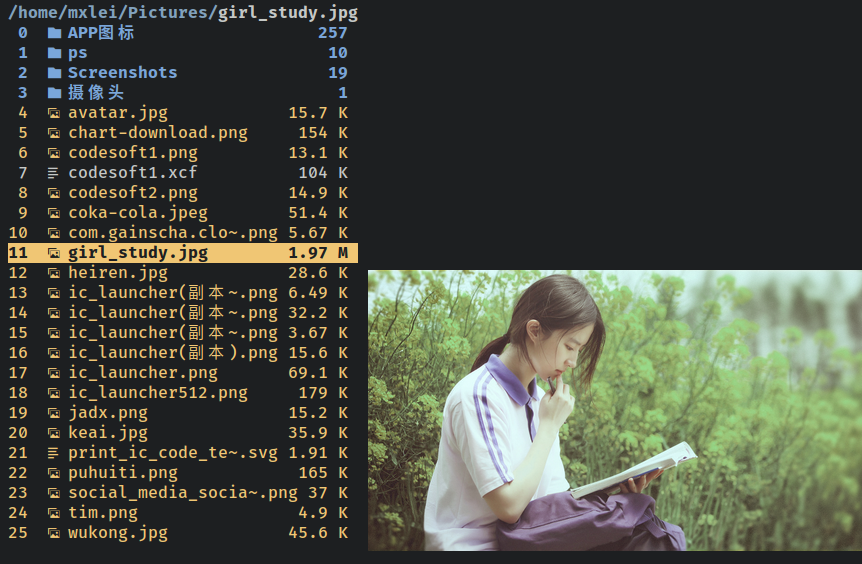 /home/mxlei/Pictures/girl_study.jpg
0 APP图标 257
1 ps 10
2 Screenshots 19
3 摄像头 1
4 avatar.jpg 15.7 K
5 chart-download.png 154 K
6 codesoft1.png 13.1 K
7 codesoft1.xcf 104 K
8 codesoft2.png 14.9 K
9 coka-cola.jpeg 51.4 K
10 com.gainscha.clo~.png 5.67 K
11 girl_study.jpg 1.97 M
12 heiren.jpg 28.6 K
13 ic_launcher(副本~.png 6.49 K
14 ic_launcher(副本~.png 32.2 K
15 ic_launcher(副本~.png 3.67 K
16 ic_launcher(副本).png 15.6 K
17 ic_launcher.png 69.1 K
18 ic_launcher512.png 179 K
19 jadx.png 15.2 K
20 keai.jpg 35.9 K
21 print_ic_code_te~.svg 1.91 K
22 puhuiti.png 165 K
23 social_media_socia~.png 37 K
24 tim.png 4.9 K
25 wukong.jpg 45.6 K